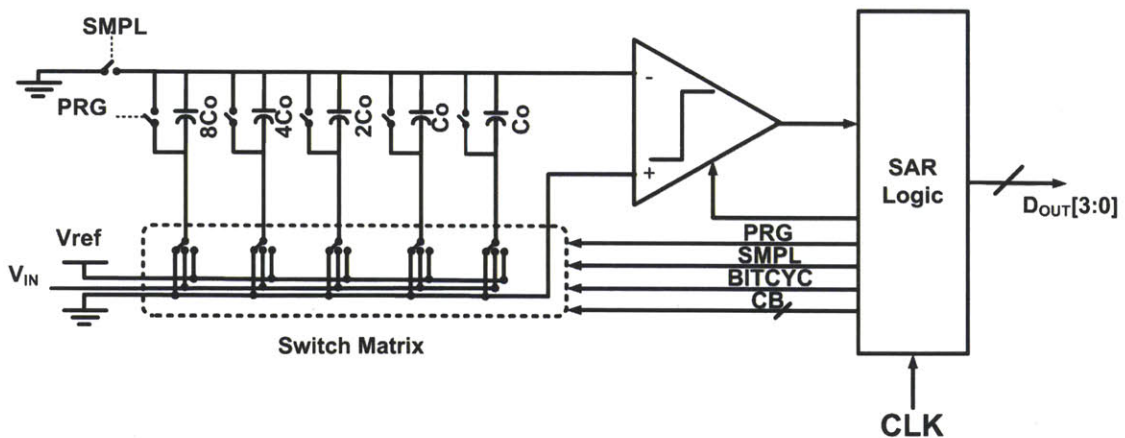 SMPL
PRG
8Co
4Co
2Co
Co
Co
-
+
SAR
Logic
DOUT[3:0]
Vref
VIN
PRG
SMPL
BITCYC
CB
Switch Matrix
CLK